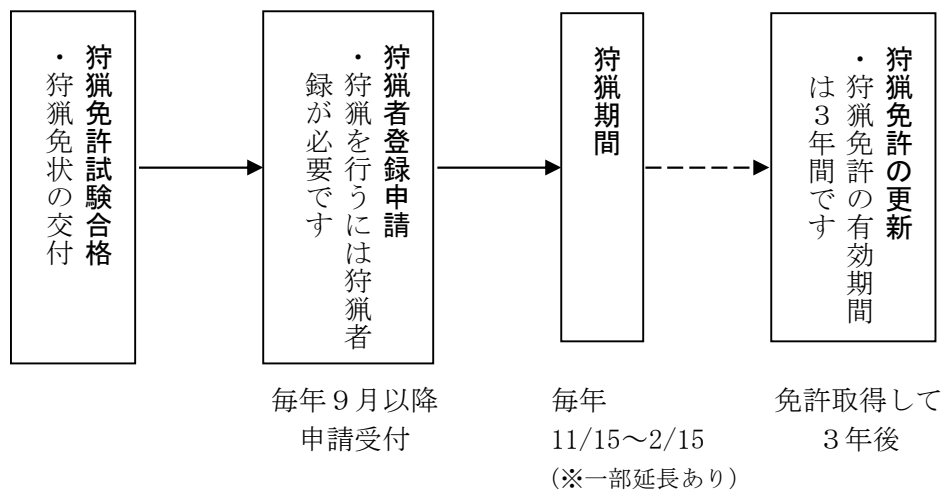 狩猟免許試験合格
・狩猟免状の交付
狩猟者登録申請
・狩猟を行うには狩猟者
録が必要です
狩猟期間
狩猟免許の更新
・狩猟免許の有効期間
は３年間です
毎年９月以降
申請受付
毎年
11/15～2/15
(※一部延長あり)
免許取得して
３年後